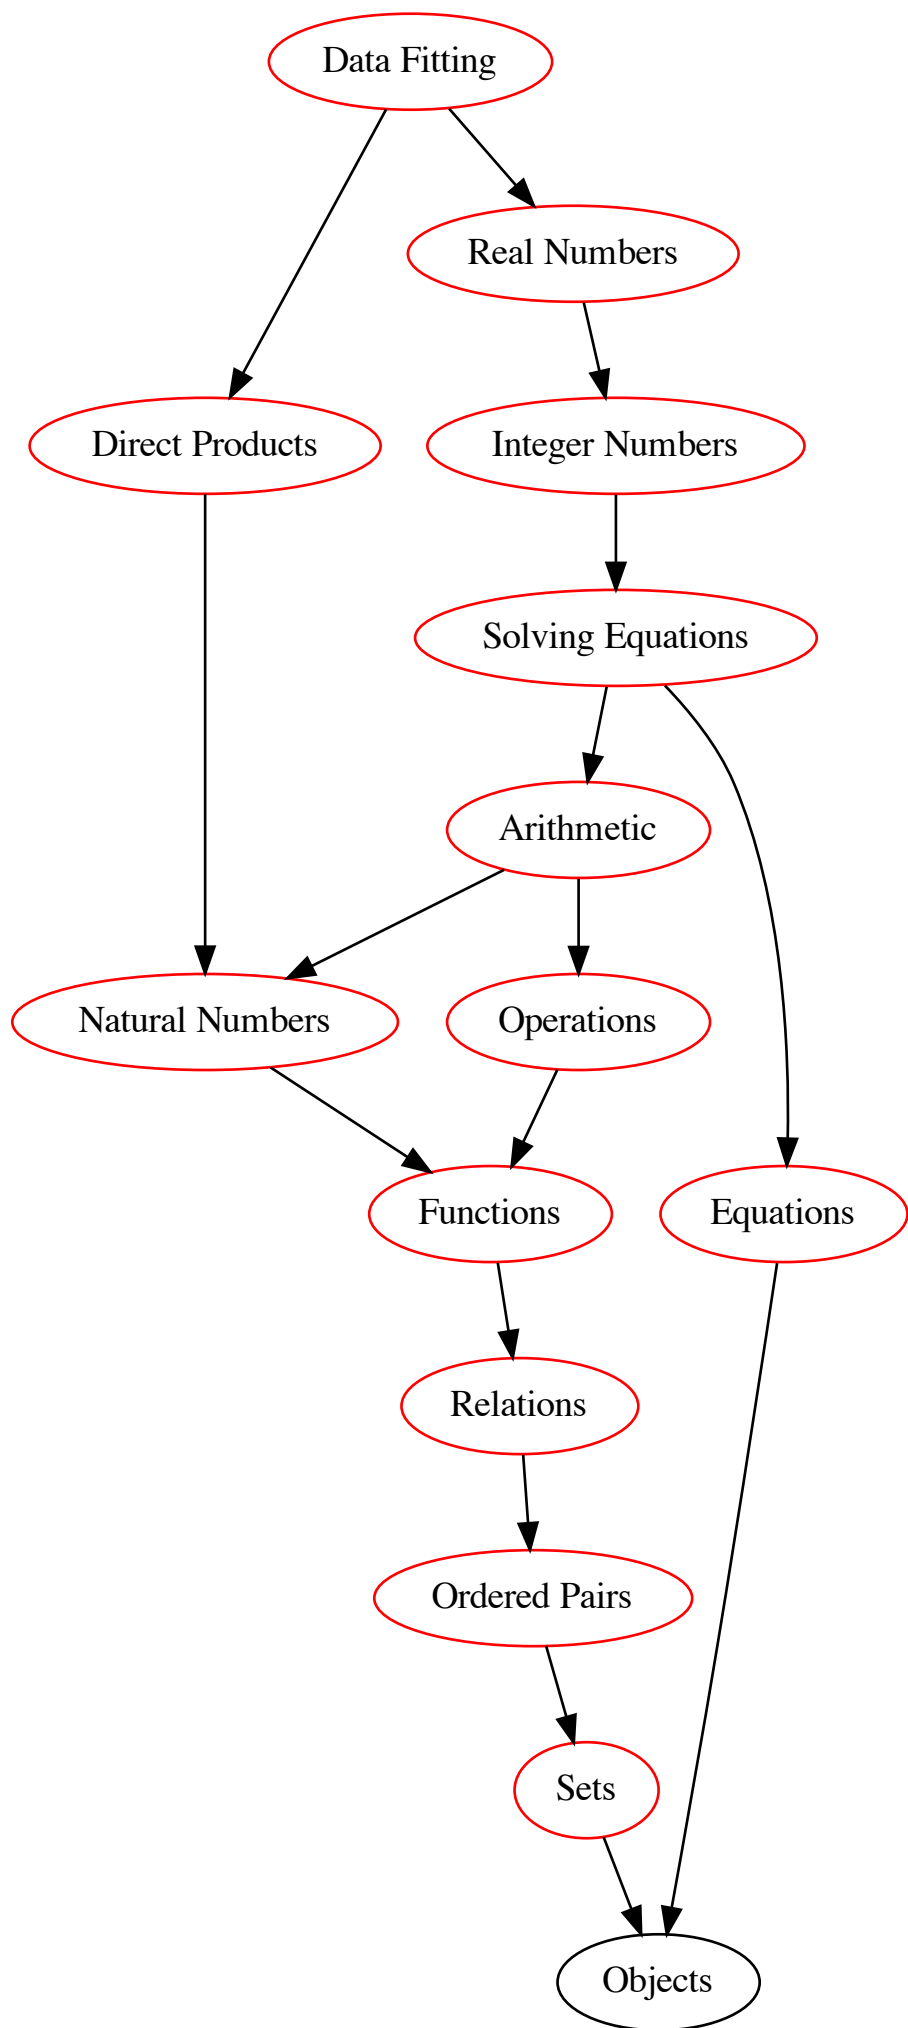 Data Fitting
Real Numbers
Direct Products
Integer Numbers
Solving Equations
Arithmetic
Natural Numbers
Operations
Functions
Equations
Relations
Ordered Pairs
Sets
Objects